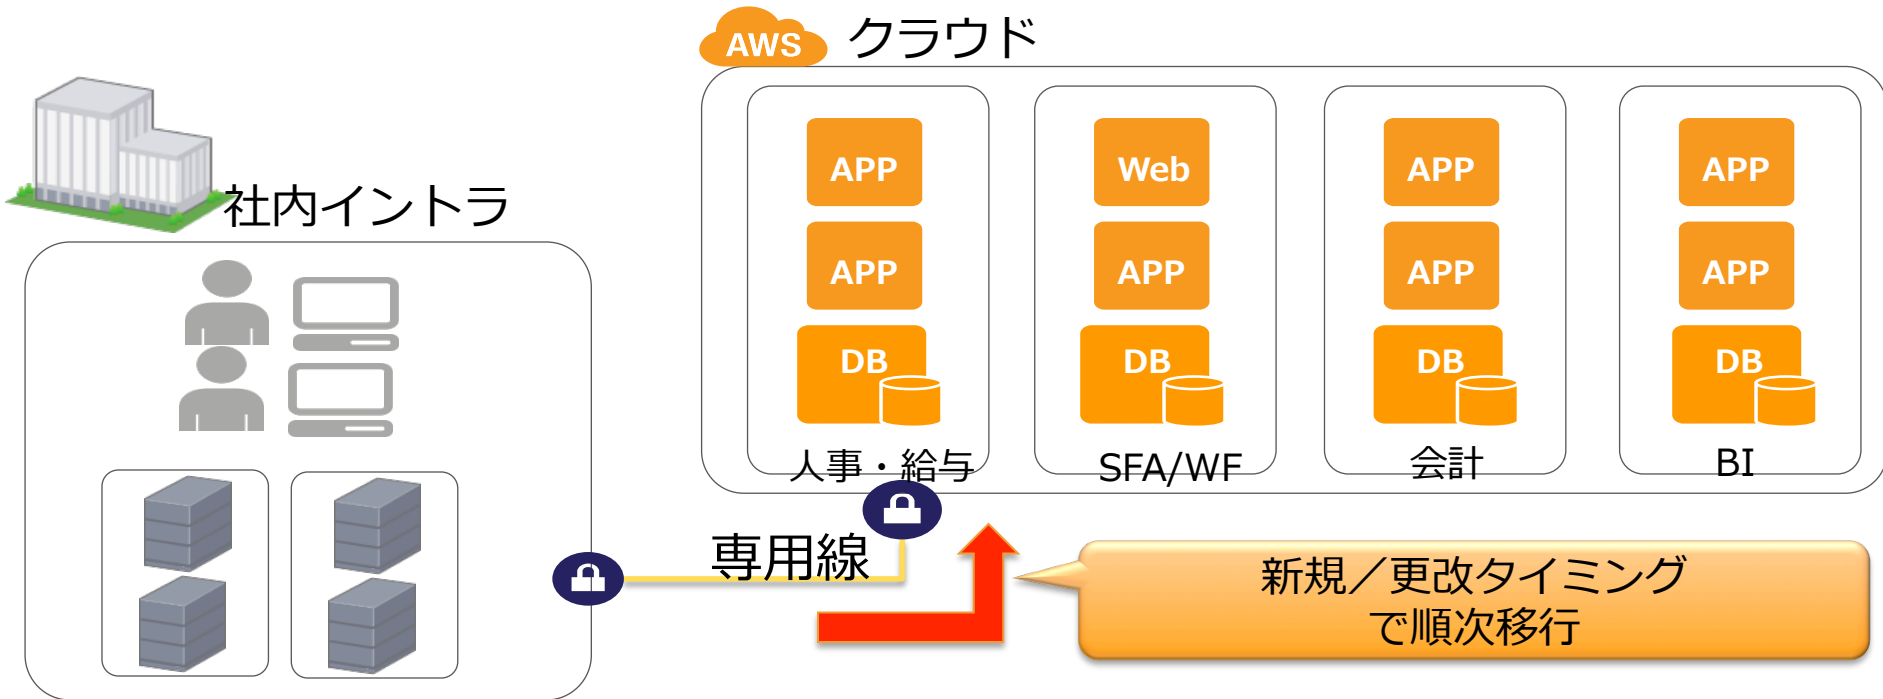 AWS クラウド
社内イントラ
APP Web APP APP
APP APP APP APP
DB DB DB DB
人事・給与 SFA/WF 会計 BI
専用線
新規／更改タイミング
で順次移行